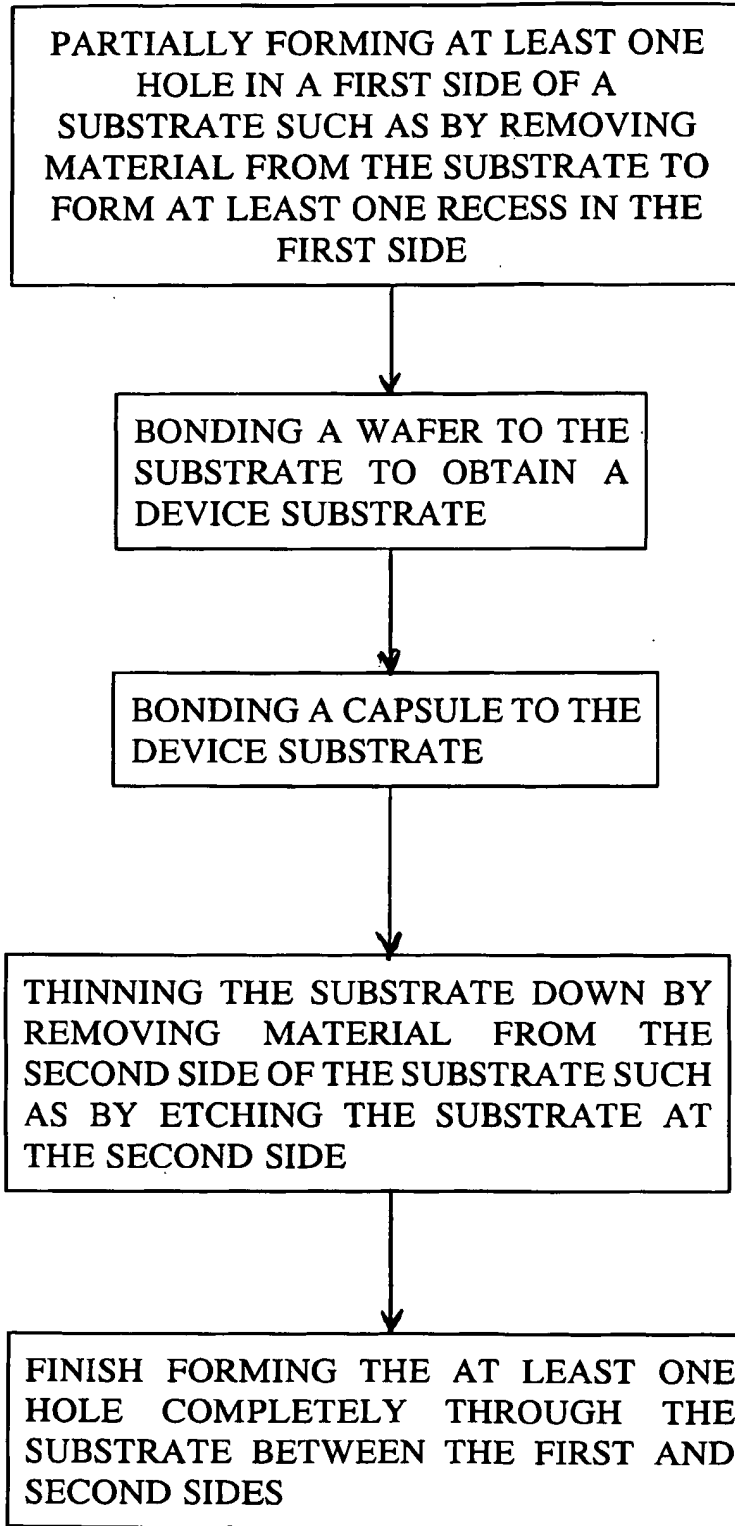 PARTIALLY FORMING AT LEAST ONE
HOLE IN A FIRST SIDE OF A
SUBSTRATE SUCH AS BY REMOVING
MATERIAL FROM THE SUBSTRATE TO
FORM AT LEAST ONE RECESS IN THE
FIRST SIDE
BONDING A WAFER TO THE
SUBSTRATE TO OBTAIN A
DEVICE SUBSTRATE
BONDING A CAPSULE TO THE
DEVICE SUBSTRATE
THINNING THE SUBSTRATE DOWN BY
REMOVING MATERIAL FROM THE
SECOND SIDE OF THE SUBSTRATE SUCH
AS BY ETCHING THE SUBSTRATE AT
THE SECOND SIDE
FINISH FORMING THE AT LEAST ONE
HOLE COMPLETELY THROUGH THE
SUBSTRATE BETWEEN THE FIRST AND
SECOND SIDES